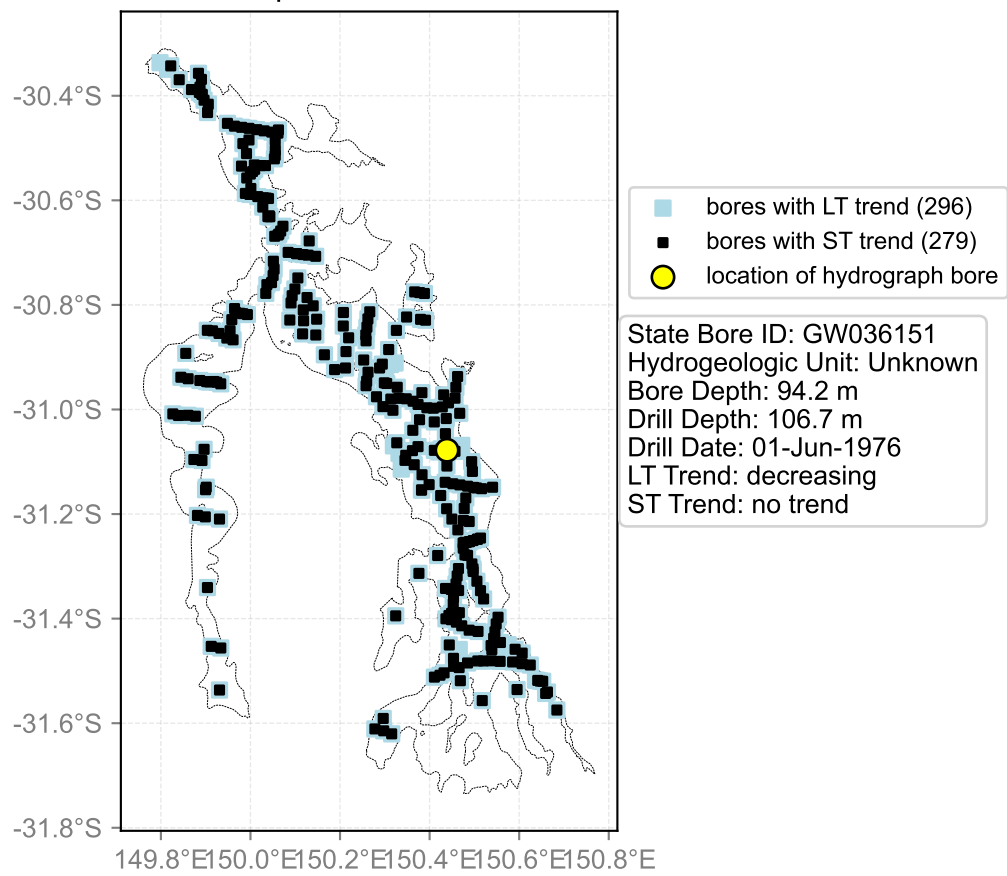 -30.4°S
-30.6°S
-30.8°S
-31.0°S
-31.2°S
-31.4°S
-31.6°S
-31.8°S
149.8°E150.0°E150.2°E150.4°E150.6°E150.8°E
bores with LT trend (296)
bores with ST trend (279)
location of hydrograph bore
State Bore ID: GW036151
Hydrogeologic Unit: Unknown
Bore Depth: 94.2 m
Drill Depth: 106.7 m
Drill Date: 01-Jun-1976
LT Trend: decreasing
ST Trend: no trend